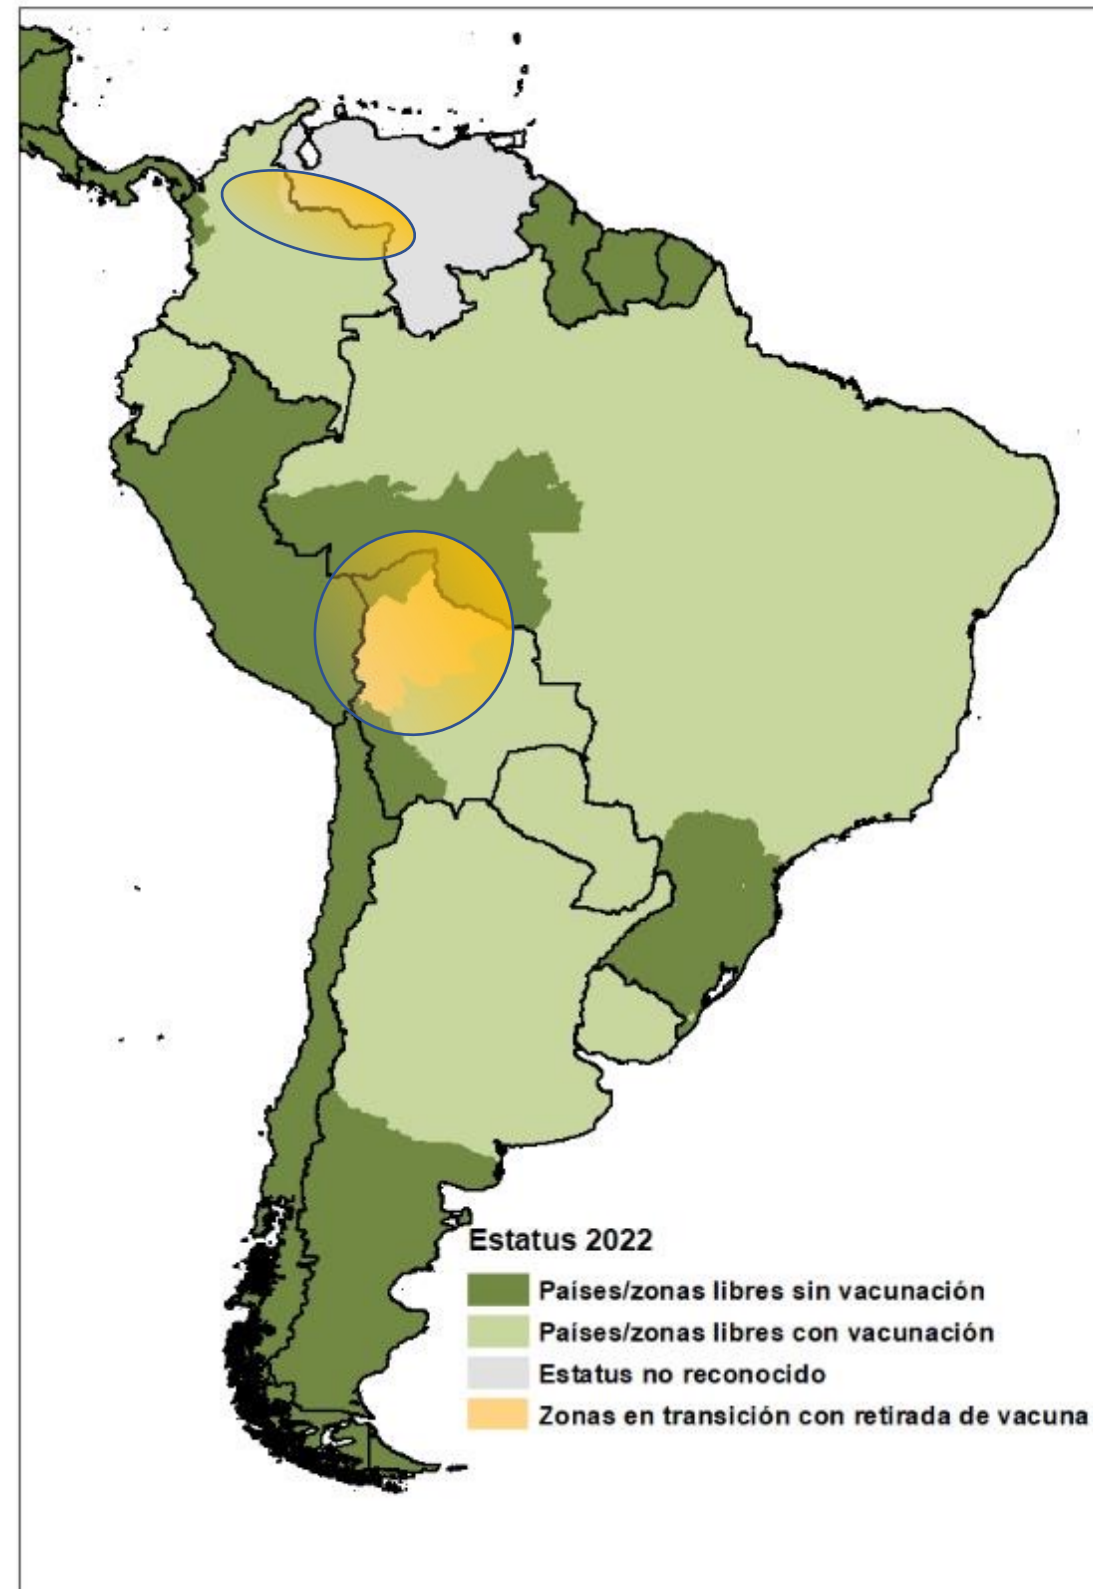 Estatus 2022
Países/zonas libres sin vacunación
Países/zonas libres con vacunación
Estatus no reconocido
Zonas en transición con retirada de vacuna